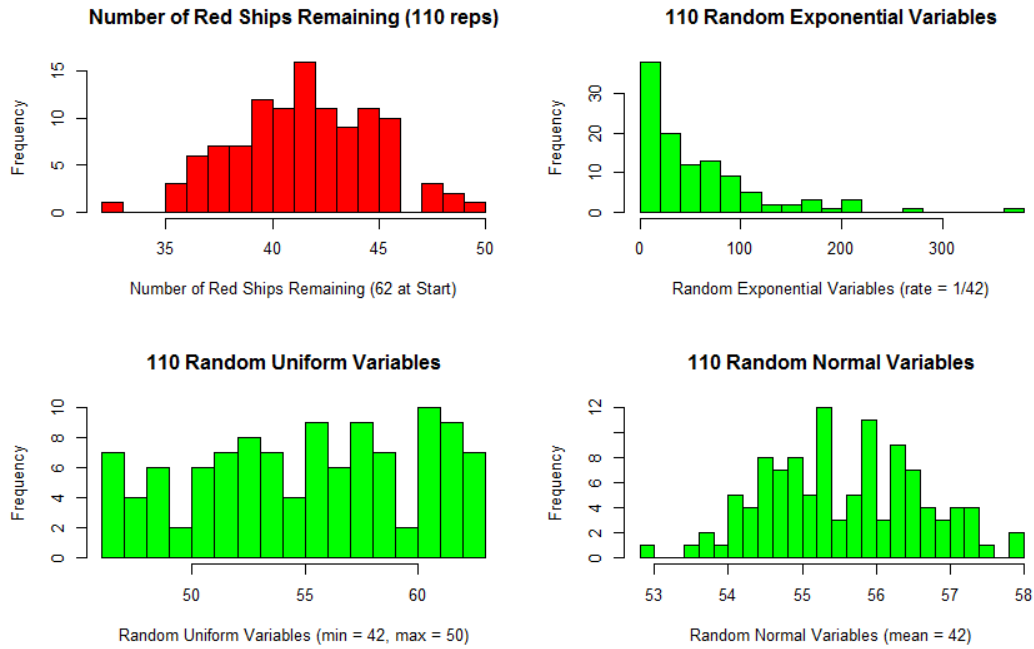 Number of Red Ships Remaining (110 reps)
Frequency
0 5 10 15
35 40 45 50
Number of Red Ships Remaining (62 at Start)
110 Random Exponential Variables
Frequency
0 10 20 30
0 100 200 300
Random Exponential Variables (rate = 1/42)
110 Random Uniform Variables
Frequency
0 2 4 6 8 10
50 55 60
Random Uniform Variables (min = 42, max = 50)
110 Random Normal Variables
Frequency
0 2 4 6 8 12
53 54 55 56 57 58
Random Normal Variables (mean = 42)